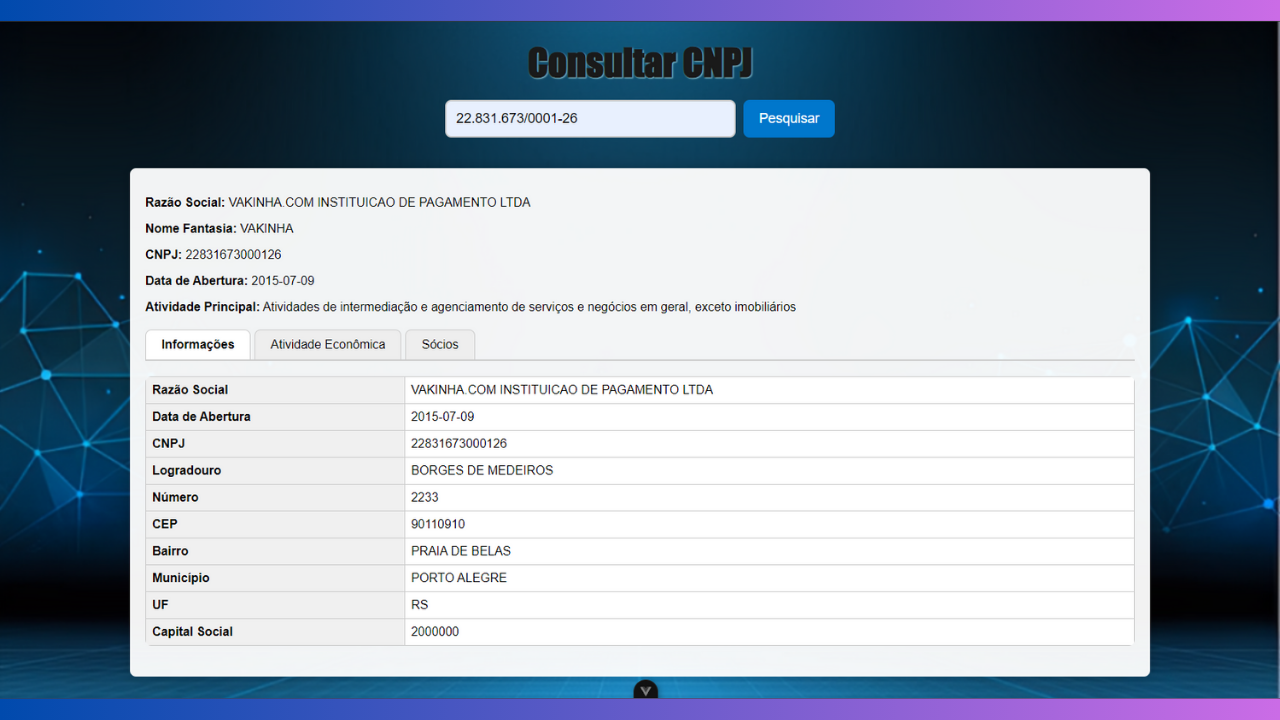 Consultar CNPJ
22.831.673/0001-26 Pesquisar
Razão Social: VAKINHA.COM INSTITUICAO DE PAGAMENTO LTDA
Nome Fantasia: VAKINHA
CNPJ: 22831673000126
Data de Abertura: 2015-07-09
Atividade Principal: Atividades de intermediação e agenciamento de serviços e negócios em geral, exceto imobiliários
Informações Atividade Econômica Sócios
Razão Social VAKINHA.COM INSTITUICAO DE PAGAMENTO LTDA
Data de Abertura 2015-07-09
CNPJ 22831673000126
Logradouro BORGES DE MEDEIROS
Número 2233
CEP 90110910
Bairro PRAIA DE BELAS
Município PORTO ALEGRE
UF RS
Capital Social 2000000
V